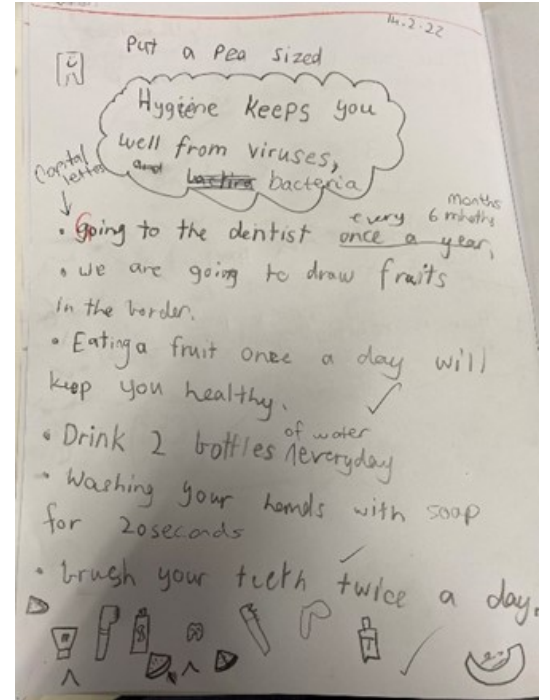 14.2.22
Put a pea sized
Hygiene keeps you
well from viruses,
and bacteria
Capital
letter
every 6 months
• Going to the dentist once a year,
• we are going to draw fruits
in the border.
• Eating a fruit once a day will
keep you healthy.
of water
• Drink 2 bottles everyday
• Washing your hands with soap
for 20seconds
• brush your teeth twice a day.